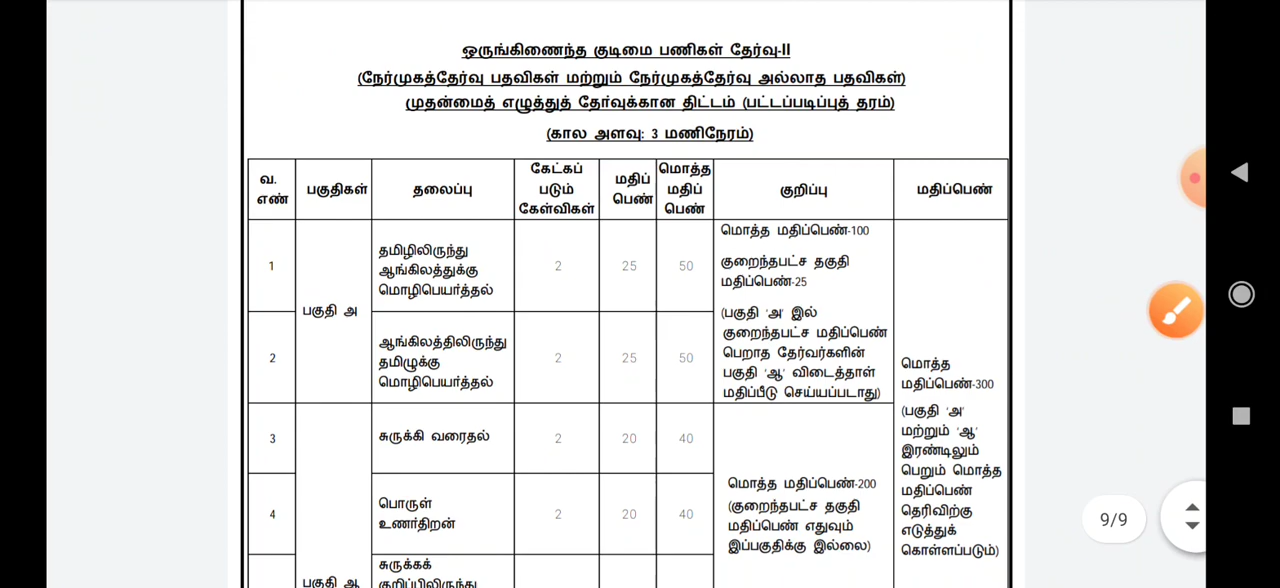 ஒருங்கிணைந்த குடிமை பணிகள் தேர்வு-II
(நேர்முகத்தேர்வு பதவிகள் மற்றும் நேர்முகத்தேர்வு அல்லாத பதவிகள்)
முதன்மைத் எழுத்துத் தேர்வுக்கான திட்டம் (பட்டப்படிப்புத் தரம்)
(கால அளவு: 3 மணிநேரம்)
வ. எண்
பகுதிகள்
தலைப்பு
கேட்கப்
படும்
கேள்விகள்
மதிப்
பெண்
மொத்த
மதிப்
பெண்
குறிப்பு
மதிப்பெண்
1
பகுதி அ
தமிழிலிருந்து
ஆங்கிலத்துக்கு
மொழிபெயர்த்தல்
2
25
50
மொத்த மதிப்பெண்-100
குறைந்தபட்ச தகுதி
மதிப்பெண்-25
(பகுதி 'அ' இல்
குறைந்தபட்ச மதிப்பெண்
பெறாத தேர்வர்களின்
பகுதி 'ஆ' விடைத்தாள்
மதிப்பீடு செய்யப்படாது)
2
ஆங்கிலத்திலிருந்து
தமிழுக்கு
மொழிபெயர்த்தல்
2
25
50
மொத்த
மதிப்பெண்-300
(பகுதி 'அ'
மற்றும் 'ஆ'
இரண்டிலும்
பெறும் மொத்த
மதிப்பெண்
தெரிவிற்கு
எடுத்துக்
கொள்ளப்படும்)
3
சுருக்கி வரைதல்
2
20
40
மொத்த மதிப்பெண்-200
(குறைந்தபட்ச தகுதி
மதிப்பெண் எதுவும்
இப்பகுதிக்கு இல்லை)
4
பொருள்
உணர்திறன்
2
20
40
பகுதி ஆ
சுருக்கக்
குறிப்பிலிருந்து
9/9